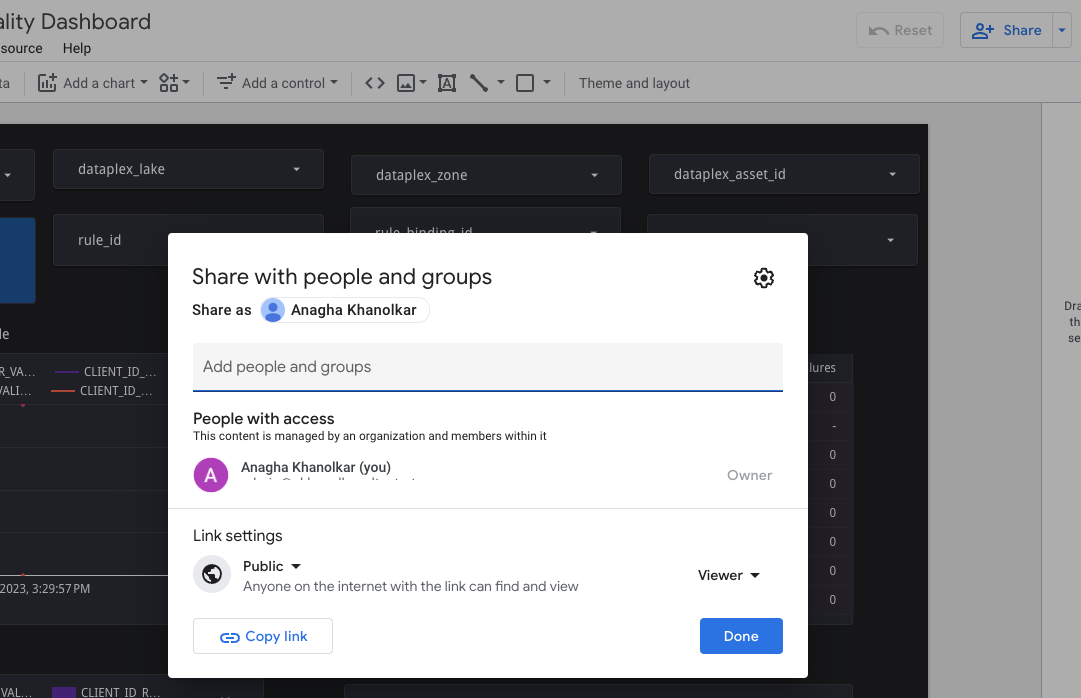 ality Dashboard
Reset
Share
source Help
ta
Add a chart
Add a control
Theme and layout
dataplex_lake
dataplex_zone
dataplex_asset_id
rule_id
rule_binding_id
Share with people and groups
Share as Anagha Khanolkar
Add people and groups
People with access
This content is managed by an organization and members within it
A
Anagha Khanolkar (you)
Owner
Link settings
Public
Anyone on the internet with the link can find and view
Viewer
Copy link
Done
Dra
th
se
le
R_VA... CLIENT_ID_...
VALI... CLIENT_ID_...
lures
0
-
0
0
0
0
0
0
2023, 3:29:57 PM
VAL... CLIENT_ID_R...